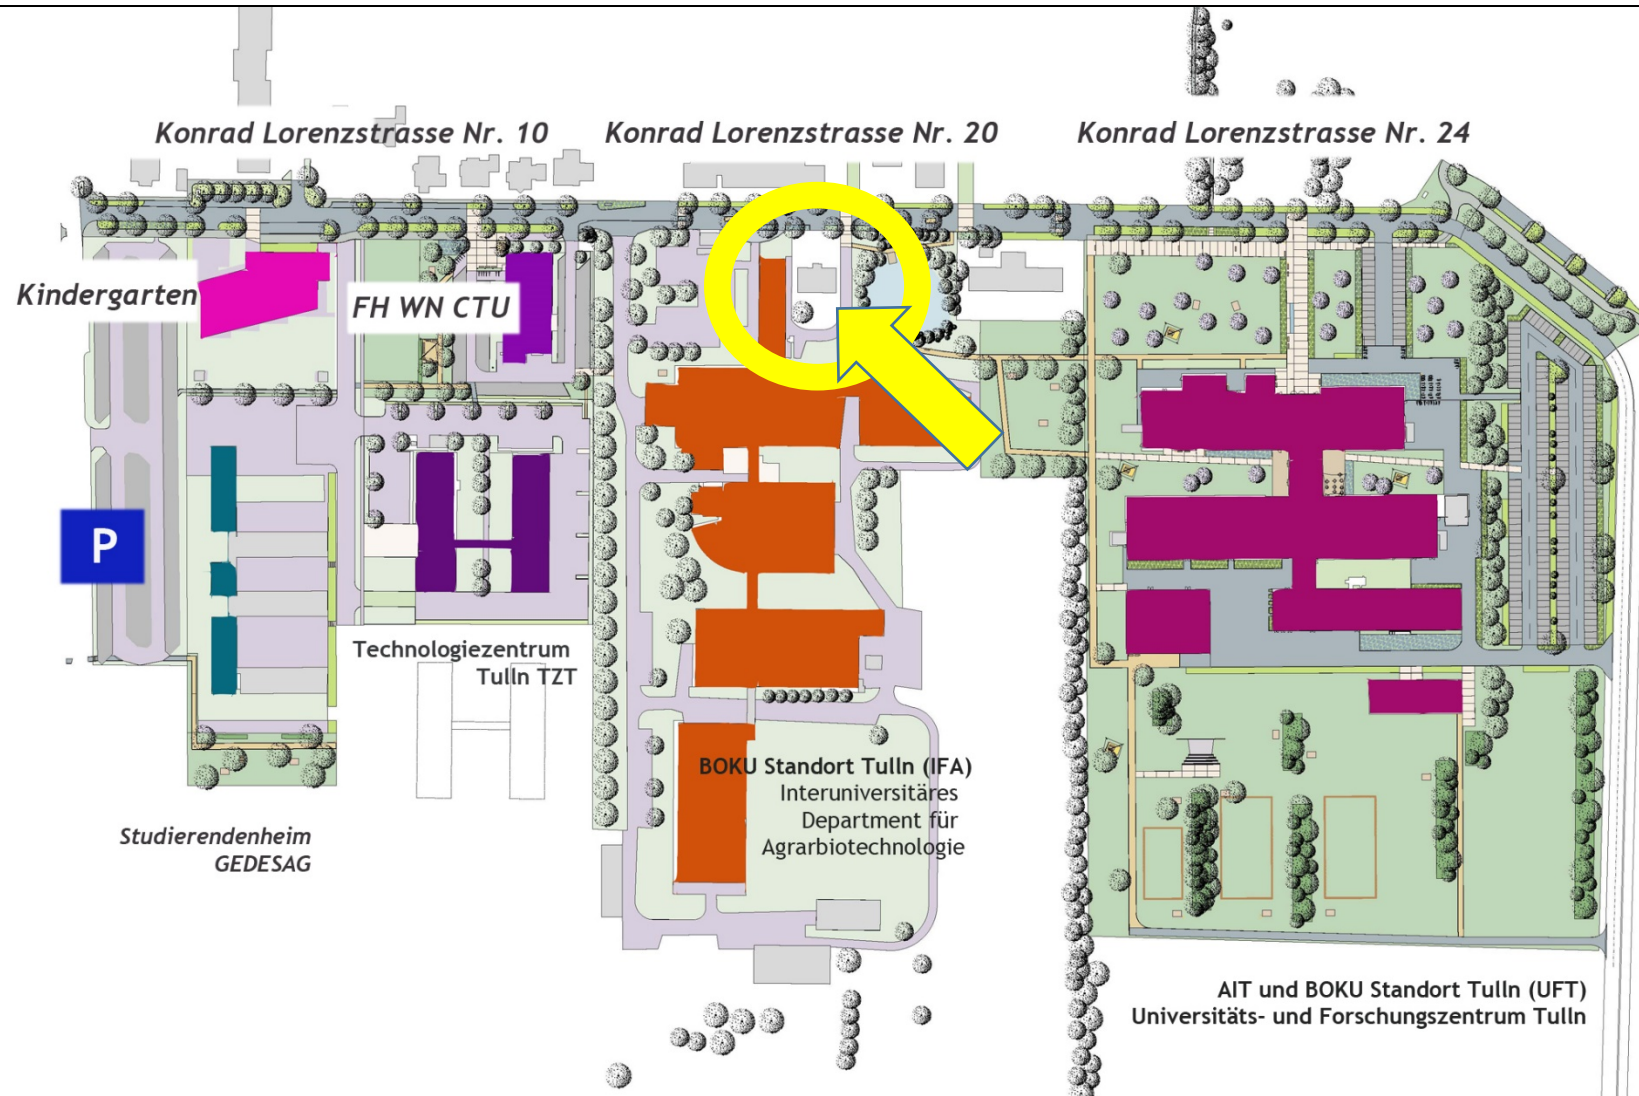 Konrad Lorenzstrasse Nr. 10
Konrad Lorenzstrasse Nr. 20
Konrad Lorenzstrasse Nr. 24
Kindergarten
FH WN CTU
P
Technologiezentrum
Tulln TZT
BOKU Standort Tulln (IFA)
Interuniversitäres
Department für
Agrarbiotechnologie
Studierendenheim
GEDESAG
AIT und BOKU Standort Tulln (UFT)
Universitäts- und Forschungszentrum Tulln